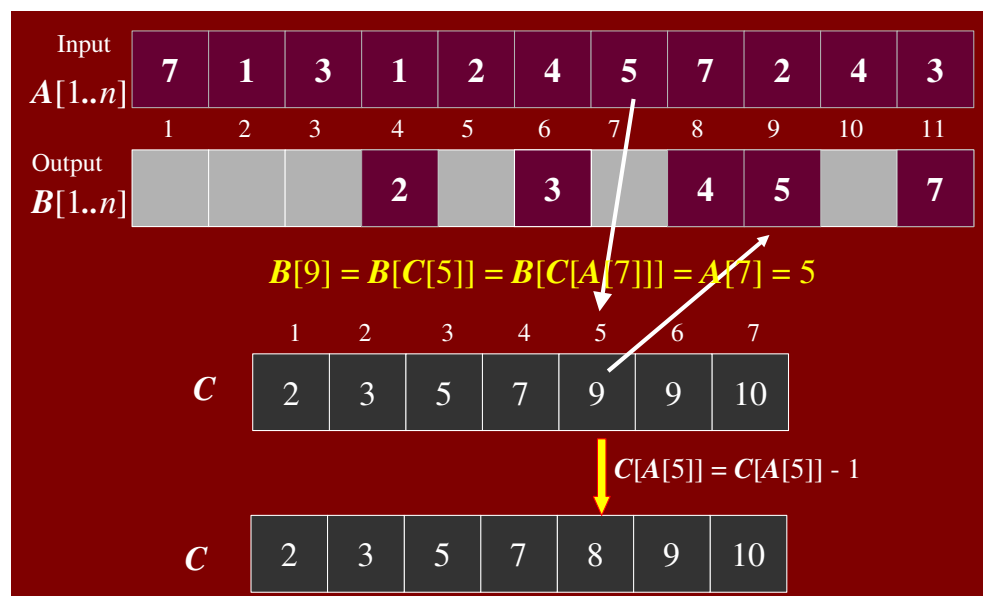 Input
A[1..n] 7 1 3 1 2 4 5 7 2 4 3
1 2 3 4 5 6 7 8 9 10 11
Output
B[1..n] 2 3 4 5 7
B[9] = B[C[5]] = B[C[A[7]]] = A[7] = 5
1 2 3 4 5 6 7
C 2 3 5 7 9 9 10
C[A[5]] = C[A[5]] - 1
C 2 3 5 7 8 9 10